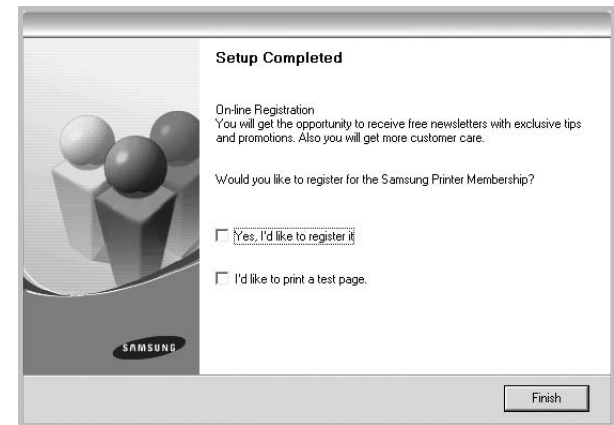 Setup Completed
On-line Registration
You will get the opportunity to receive free newsletters with exclusive tips
and promotions. Also you will get more customer care.
Would you like to register for the Samsung Printer Membership?
Yes, I'd like to register it
I'd like to print a test page.
SAMSUNG
Finish